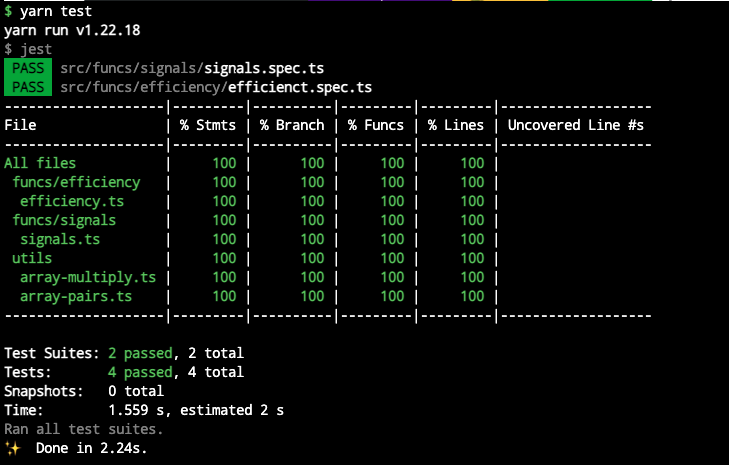 $ yarn test
yarn run v1.22.18
$ jest
PASS src/funcs/signals/signals.spec.ts
PASS src/funcs/efficiency/efficienct.spec.ts
--------------------|---------|----------|---------|---------|-------------------
File                | % Stmts | % Branch | % Funcs | % Lines | Uncovered Line #s
--------------------|---------|----------|---------|---------|-------------------
All files           |     100 |      100 |     100 |     100 |
 funcs/efficiency   |     100 |      100 |     100 |     100 |
  efficiency.ts     |     100 |      100 |     100 |     100 |
 funcs/signals      |     100 |      100 |     100 |     100 |
  signals.ts        |     100 |      100 |     100 |     100 |
 utils              |     100 |      100 |     100 |     100 |
  array-multiply.ts |     100 |      100 |     100 |     100 |
  array-pairs.ts    |     100 |      100 |     100 |     100 |
--------------------|---------|----------|---------|---------|-------------------
Test Suites: 2 passed, 2 total
Tests:       4 passed, 4 total
Snapshots:   0 total
Time:        1.559 s, estimated 2 s
Ran all test suites.
✨  Done in 2.24s.